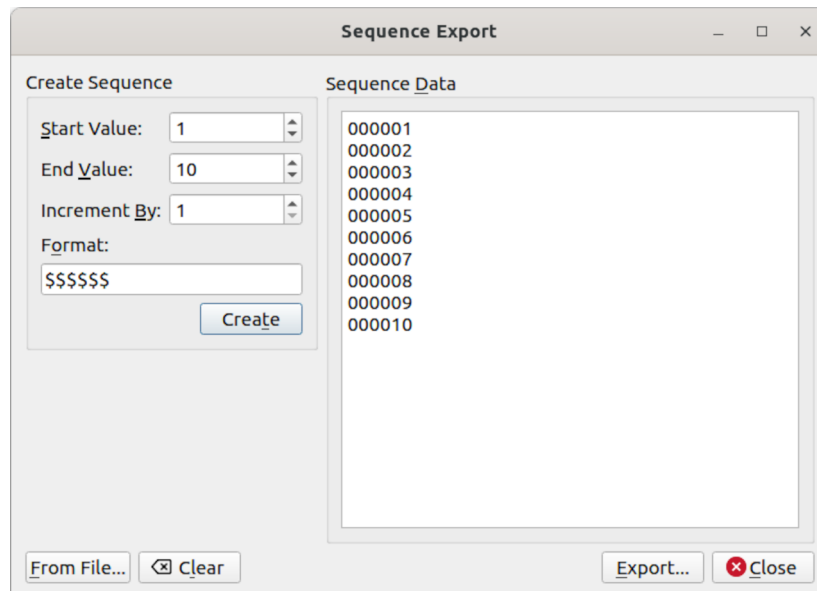 Sequence Export
Create Sequence
Start Value: 1
End Value: 10
Increment By: 1
Format:
$$$$$$
Create
Sequence Data
000001
000002
000003
000004
000005
000006
000007
000008
000009
000010
From File...
Clear
Export...
Close